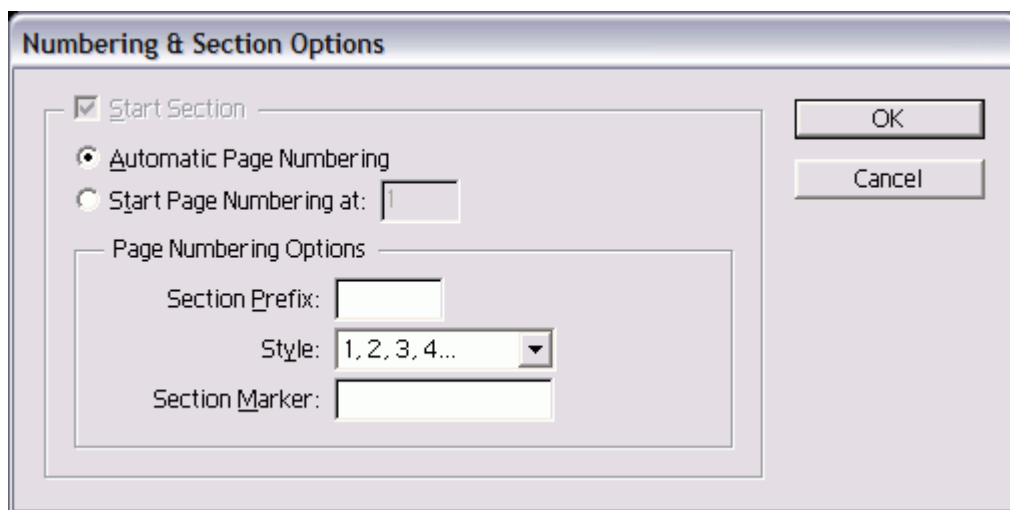 Numbering & Section Options
Start Section
OK
Automatic Page Numbering
Cancel
Start Page Numbering at: 1
Page Numbering Options
Section Prefix:
Style: 1, 2, 3, 4...
Section Marker: